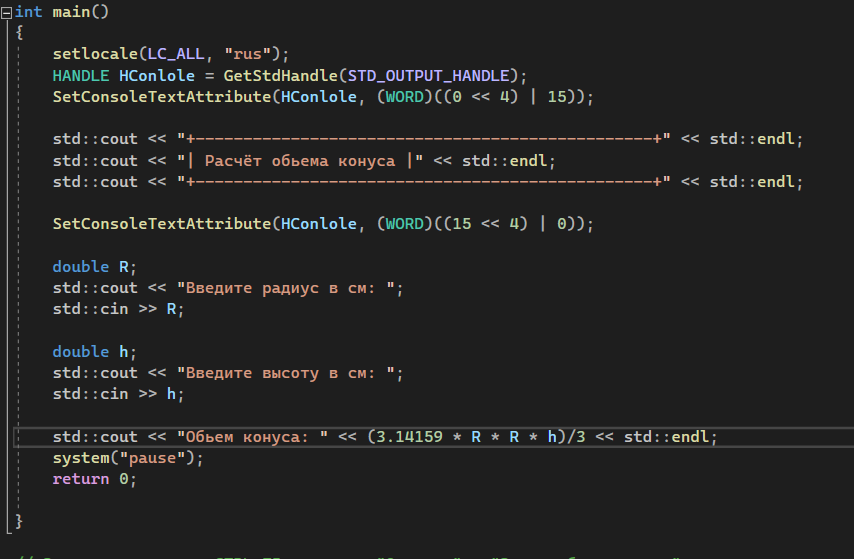 int main()
{
setlocale(LC_ALL, "rus");
HANDLE HConlole = GetStdHandle(STD_OUTPUT_HANDLE);
SetConsoleTextAttribute(HConlole, (WORD)((0 << 4) | 15));
std::cout << "+------------------------------------------------+" << std::endl;
std::cout << "| Расчёт обьема конуса |" << std::endl;
std::cout << "+------------------------------------------------+" << std::endl;
SetConsoleTextAttribute(HConlole, (WORD)((15 << 4) | 0));
double R;
std::cout << "Введите радиус в см: ";
std::cin >> R;
double h;
std::cout << "Введите высоту в см: ";
std::cin >> h;
std::cout << "Обьем конуса: " << (3.14159 * R * R * h)/3 << std::endl;
system("pause");
return 0;
}